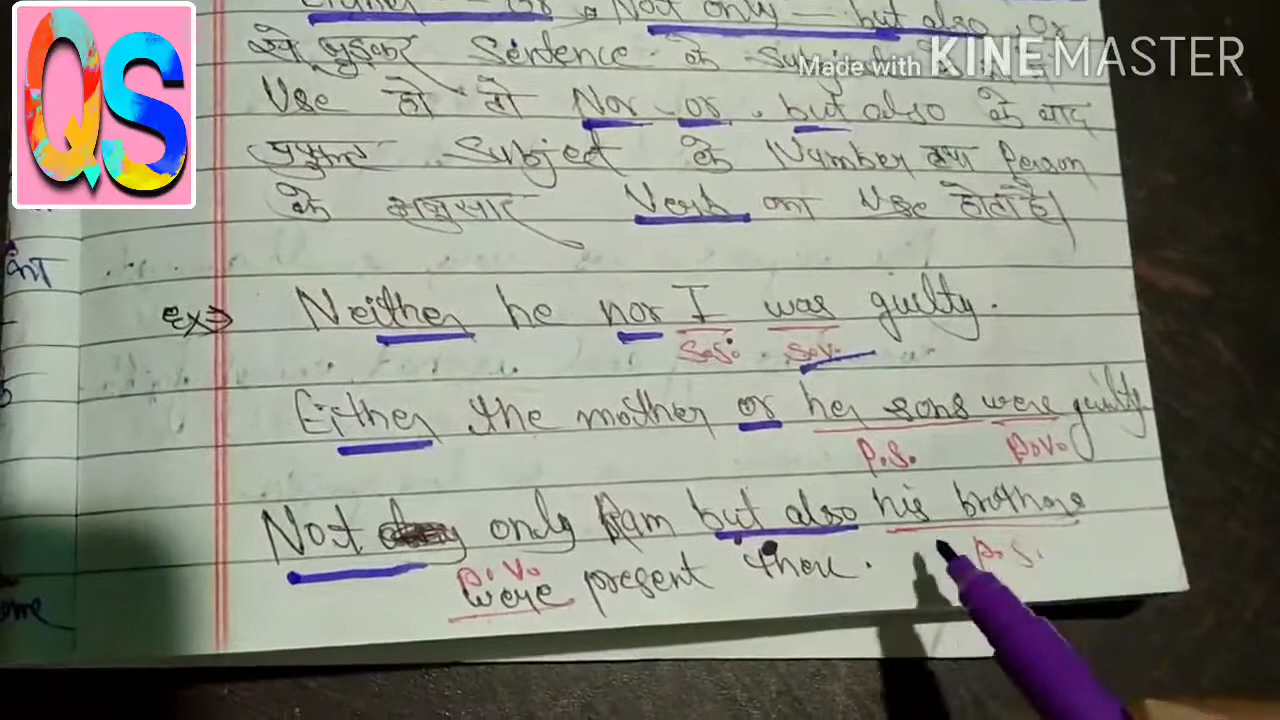 QS
Made with KINEMASTER
Either - or, Not only - but also, or
से जुड़कर Sentence के
Use हो तो Nor, or, but also के बाद
प्रयुक्त Subject के Number तथा Person
के अनुसार Verb का Use होता है।
का
Ex⇒ Neither he nor I was guilty.
S.S. S.V.
Either the mother or her sons were guilty
P.S. P.V.
Not only Ram but also his brothers
P.S.
P.V.
were present there.
ome